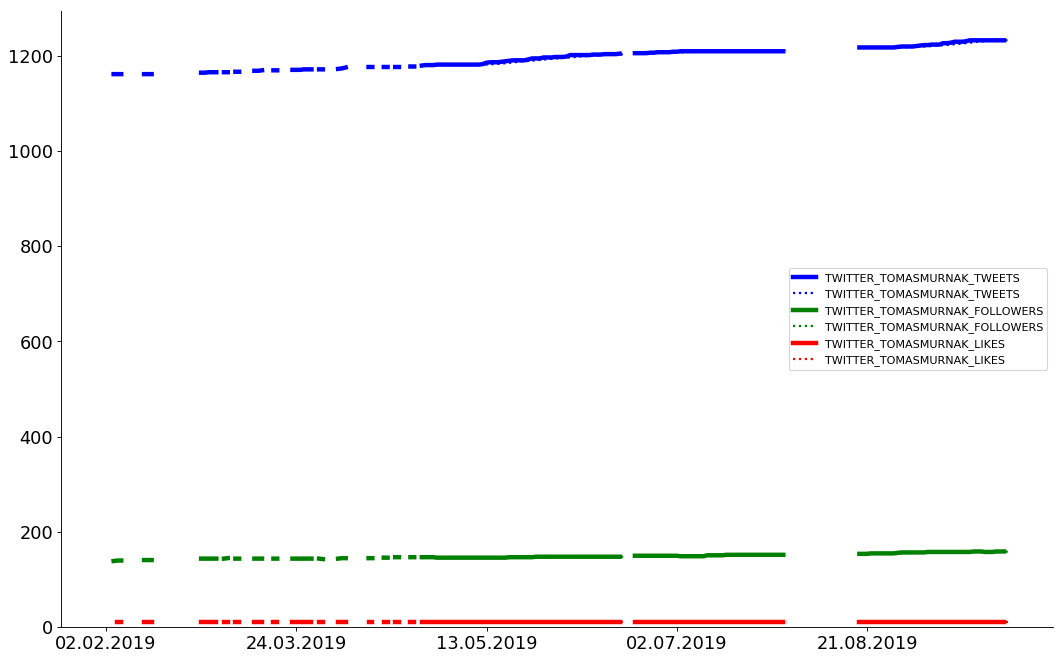 1200
1000
800
600
400
200
0
TWITTER_TOMASMURNAK_TWEETS
TWITTER_TOMASMURNAK_TWEETS
TWITTER_TOMASMURNAK_FOLLOWERS
TWITTER_TOMASMURNAK_FOLLOWERS
TWITTER_TOMASMURNAK_LIKES
TWITTER_TOMASMURNAK_LIKES
02.02.2019 24.03.2019 13.05.2019 02.07.2019 21.08.2019